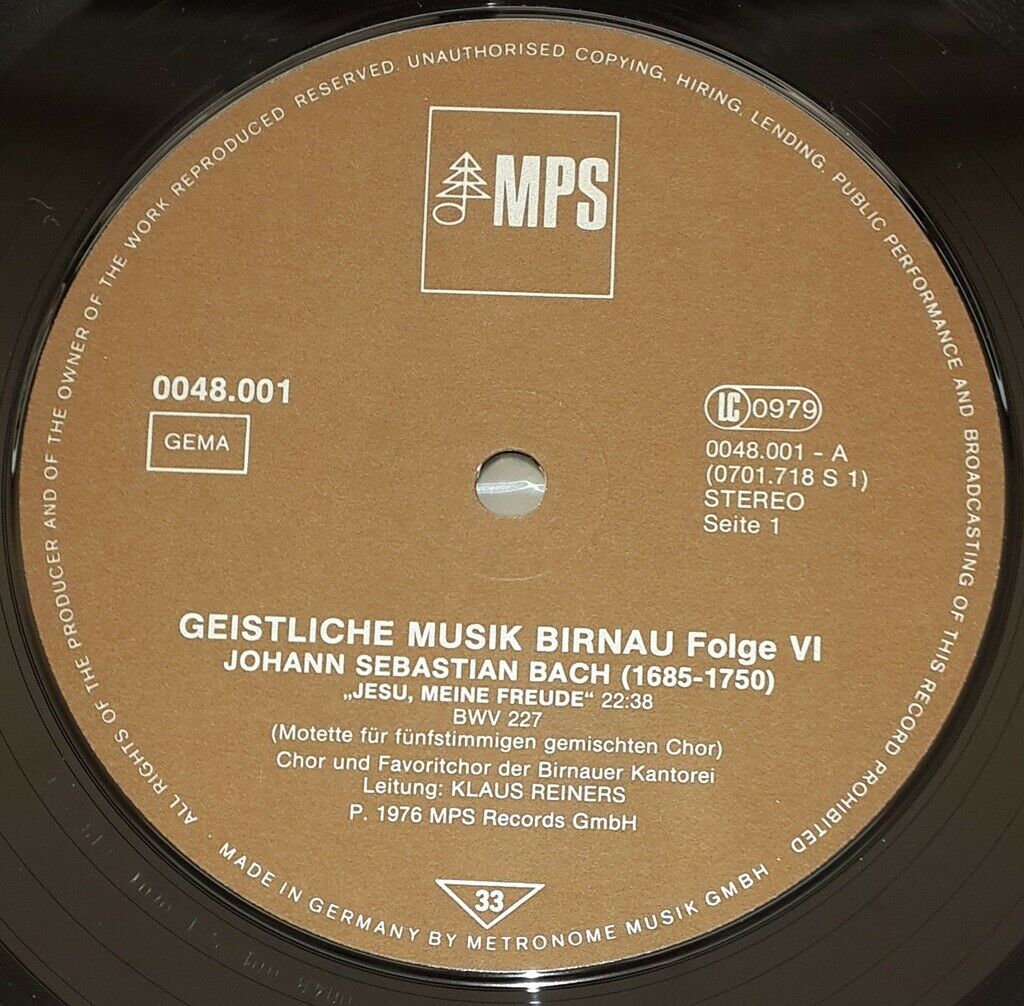 ALL RIGHTS OF THE PRODUCER AND OF THE OWNER OF THE WORK REPRODUCED RESERVED. UNAUTHORISED COPYING, HIRING, LENDING, PUBLIC PERFORMANCE AND BROADCASTING OF THIS RECORD PROHIBITED ·
MPS
0048.001
GEMA
LC 0979
0048.001 - A
(0701.718 S 1)
STEREO
Seite 1
GEISTLICHE MUSIK BIRNAU Folge VI
JOHANN SEBASTIAN BACH (1685-1750)
„JESU, MEINE FREUDE“ 22:38
BWV 227
(Motette für fünfstimmigen gemischten Chor)
Chor und Favoritchor der Birnauer Kantorei
Leitung: KLAUS REINERS
P. 1976 MPS Records GmbH
33
MADE IN GERMANY BY METRONOME MUSIK GMBH ·